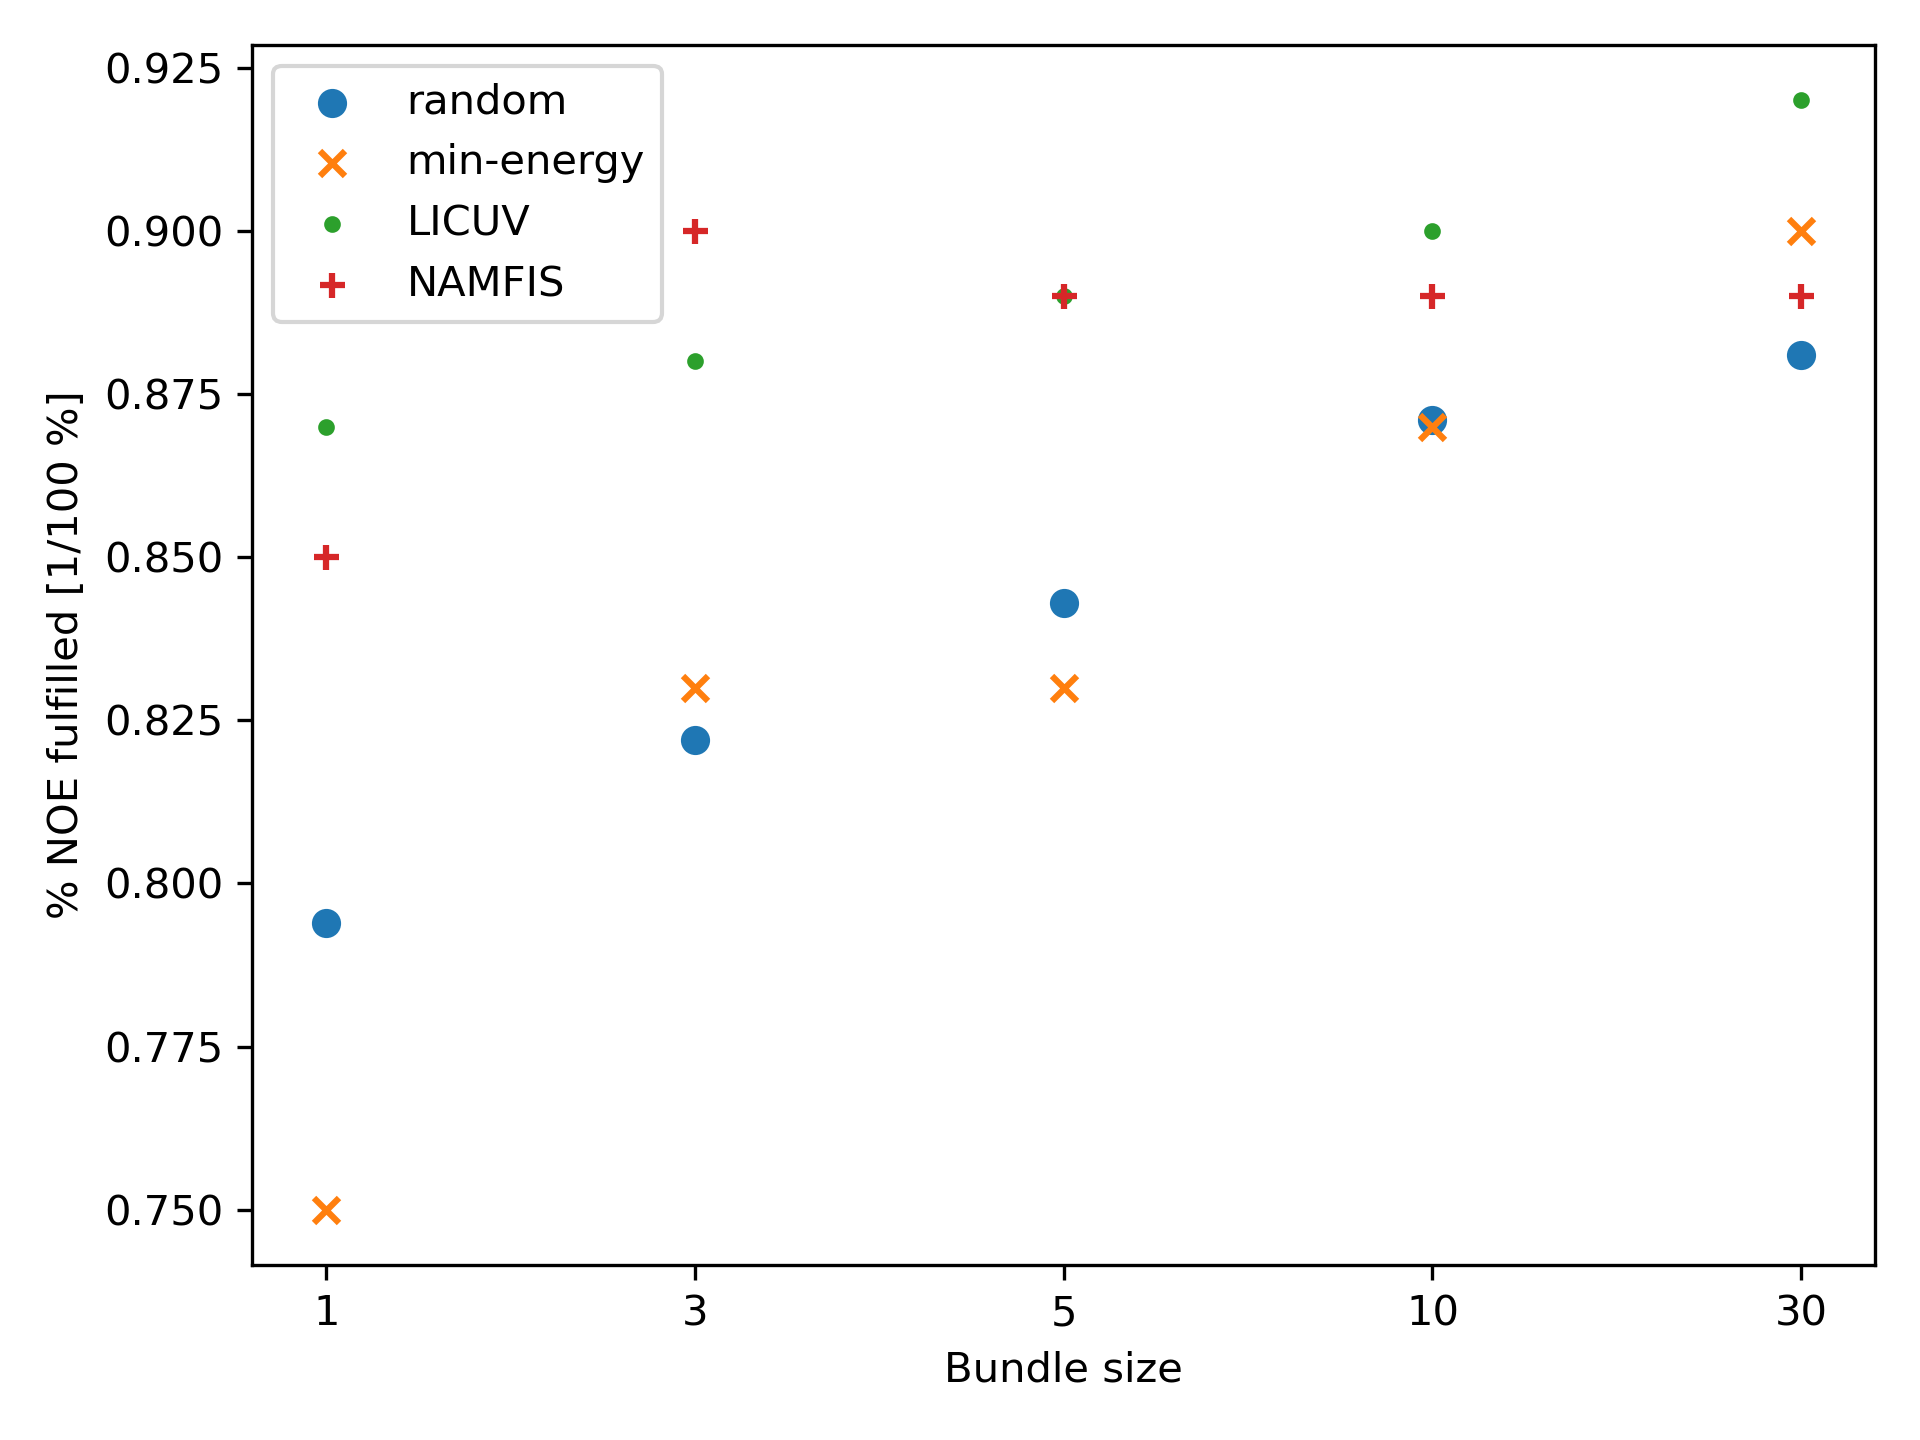 0.925
0.900
0.875
0.850
0.825
0.800
0.775
0.750
% NOE fulfilled [1/100 %]
random
min-energy
LICUV
NAMFIS
1 3 5 10 30
Bundle size